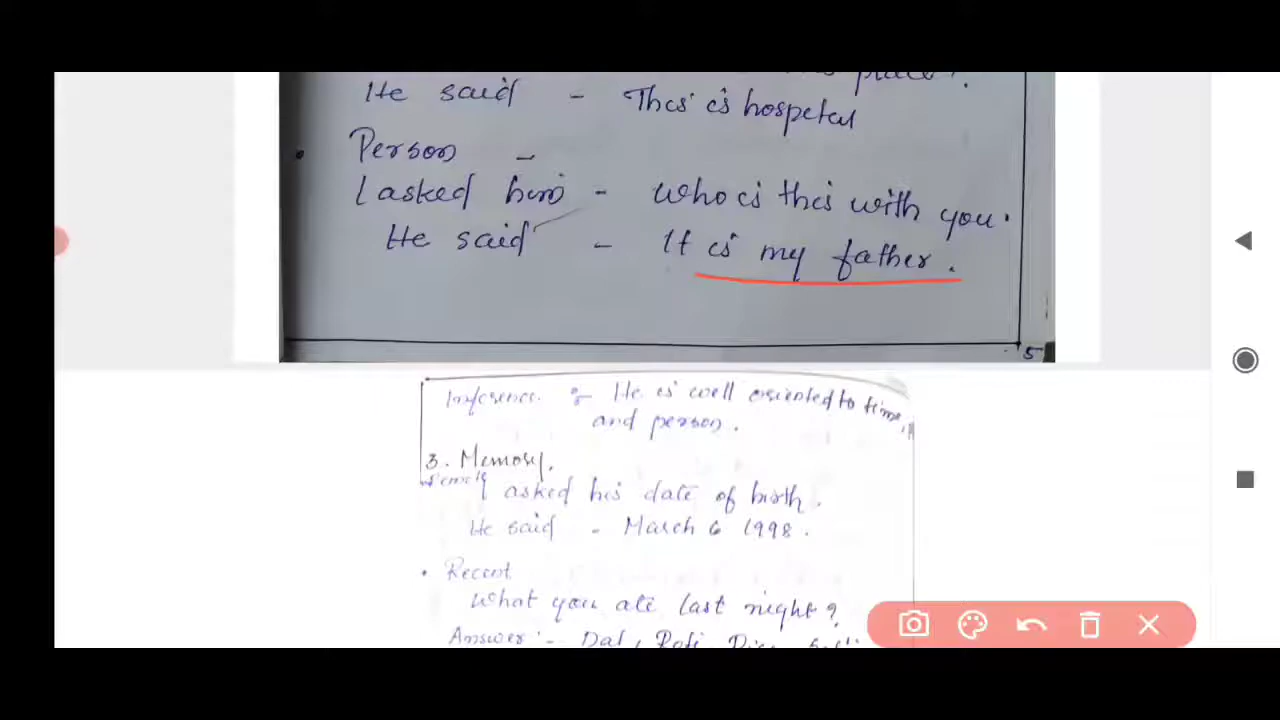 place?
He said - This is hospital
Person -
I asked him - who is this with you.
He said - It is my father.
5
Inference :- He is well oriented to time,
and person.
3. Memory.
I asked his date of birth.
He said - March 6 1998.
• Recent
What you ate last night?
Answer :- Dal, Roti,